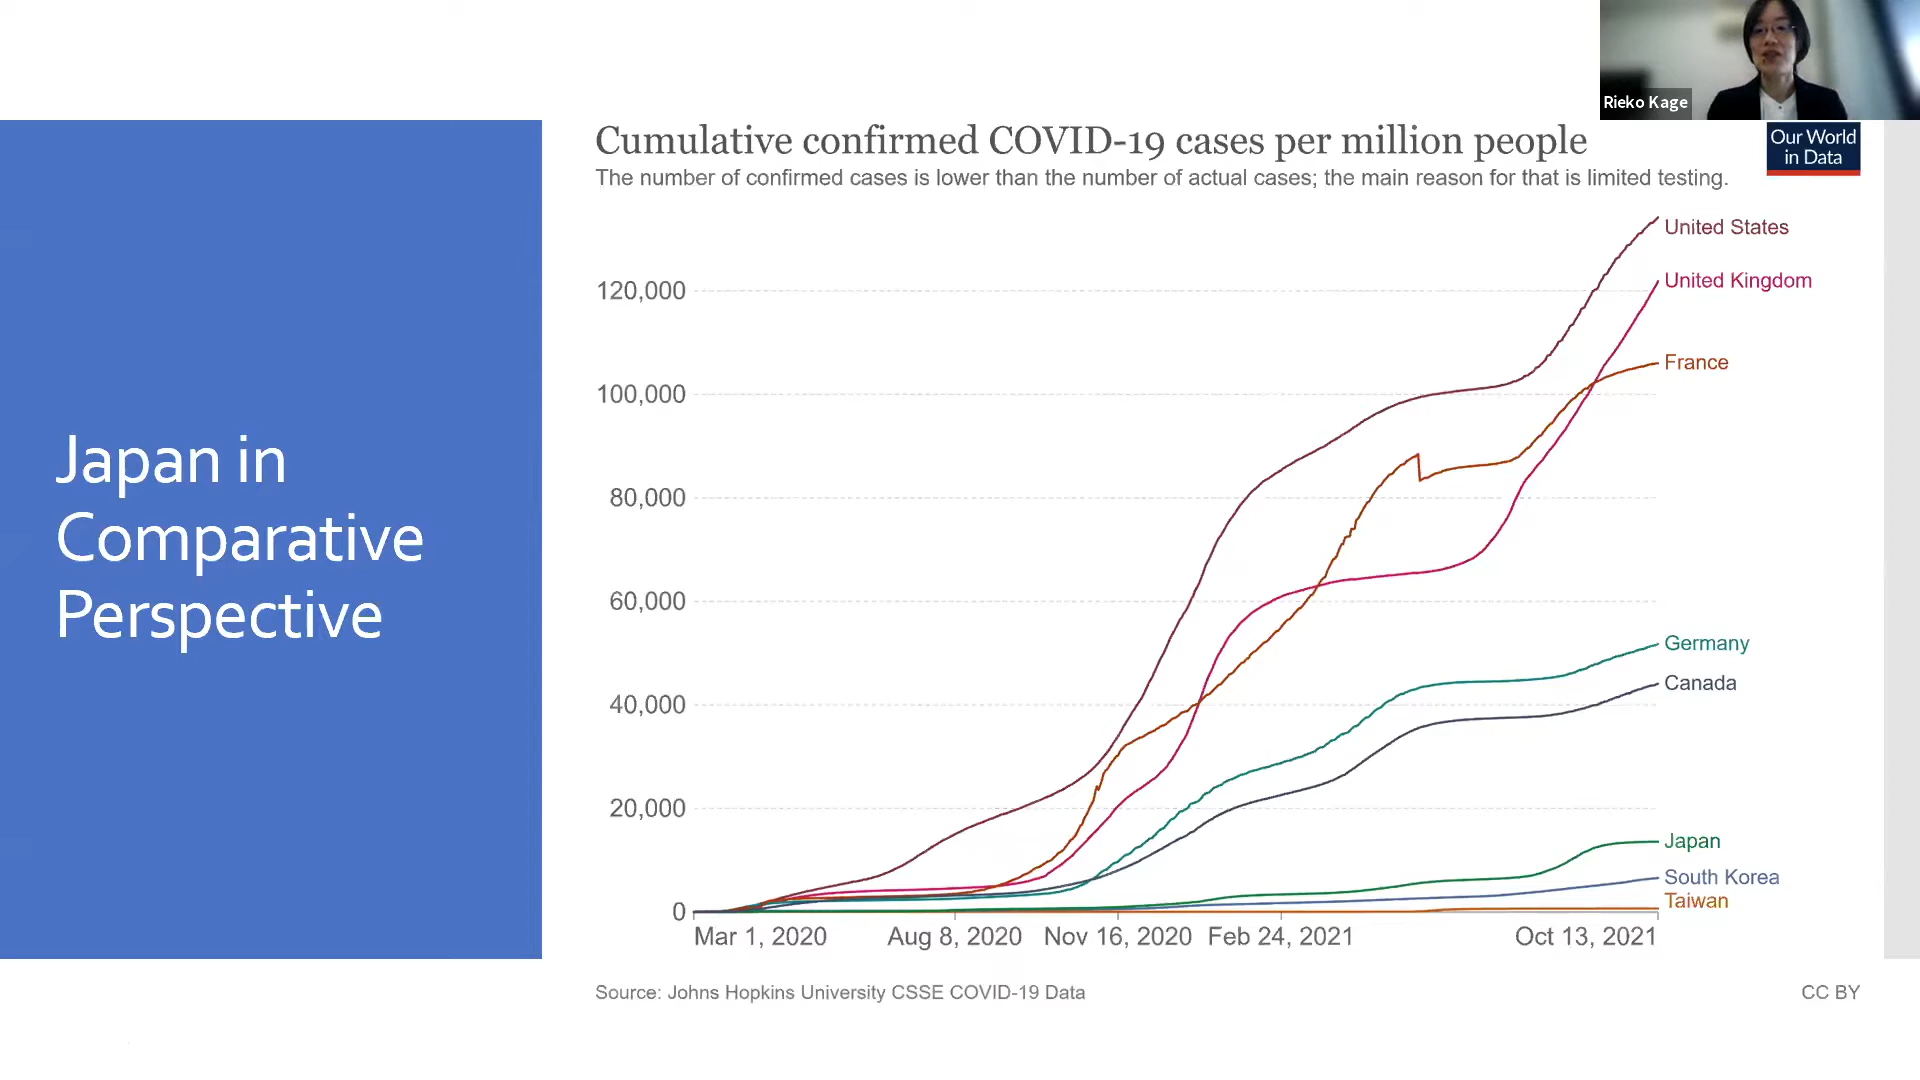 Rieko Kage
Japan in
Comparative
Perspective
Cumulative confirmed COVID-19 cases per million people
The number of confirmed cases is lower than the number of actual cases; the main reason for that is limited testing.
Our World
in Data
United States
United Kingdom
120,000
France
100,000
80,000
60,000
Germany
Canada
40,000
20,000
Japan
South Korea
Taiwan
0
Mar 1, 2020 Aug 8, 2020 Nov 16, 2020 Feb 24, 2021 Oct 13, 2021
Source: Johns Hopkins University CSSE COVID-19 Data
CC BY